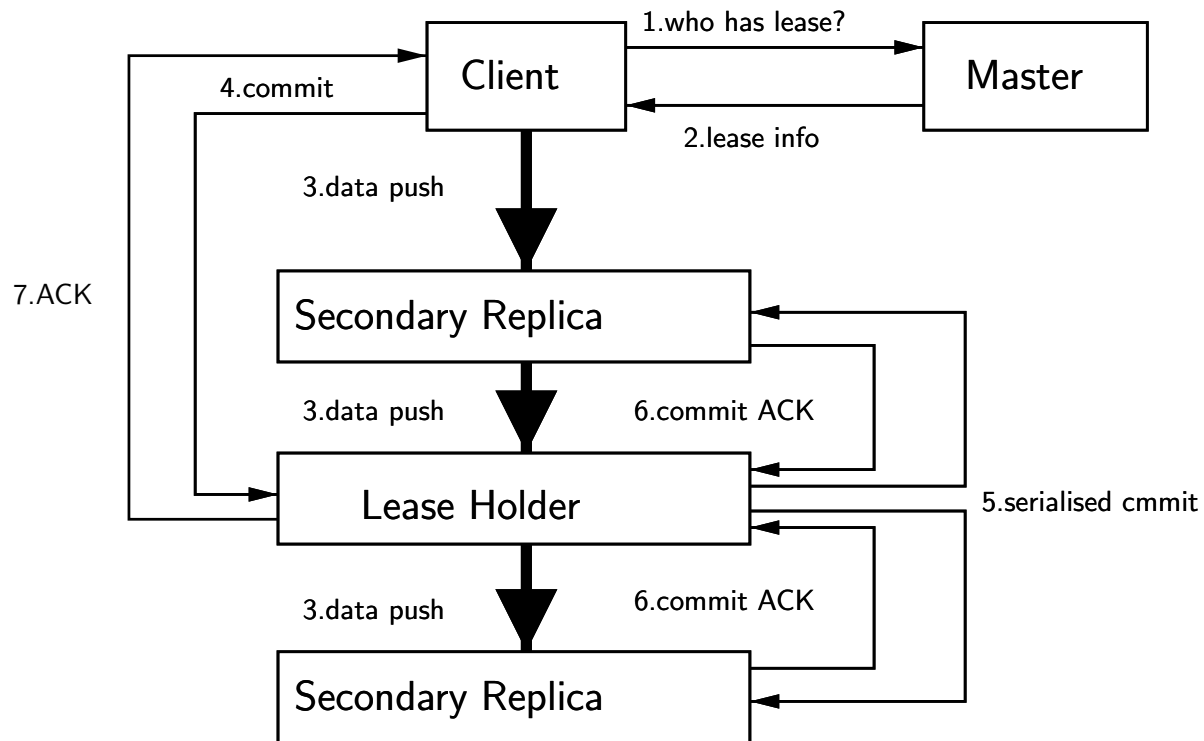 1.who has lease?
Client
Master
4.commit
2.lease info
3.data push
7.ACK
Secondary Replica
3.data push
6.commit ACK
Lease Holder
5.serialised cmmit
3.data push
6.commit ACK
Secondary Replica